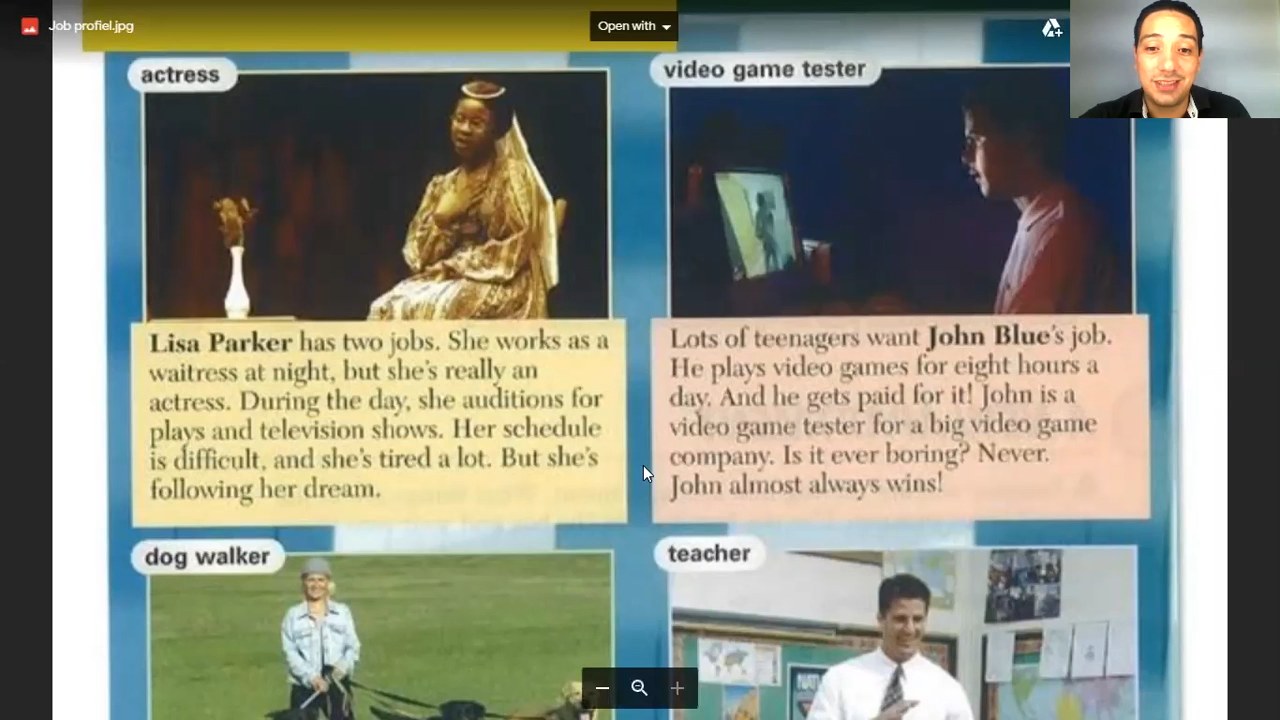 Job profiel.jpg
Open with
actress
Lisa Parker has two jobs. She works as a
waitress at night, but she's really an
actress. During the day, she auditions for
plays and television shows. Her schedule
is difficult, and she's tired a lot. But she's
following her dream.
video game tester
Lots of teenagers want John Blue's job.
He plays video games for eight hours a
day. And he gets paid for it! John is a
video game tester for a big video game
company. Is it ever boring? Never.
John almost always wins!
dog walker
teacher